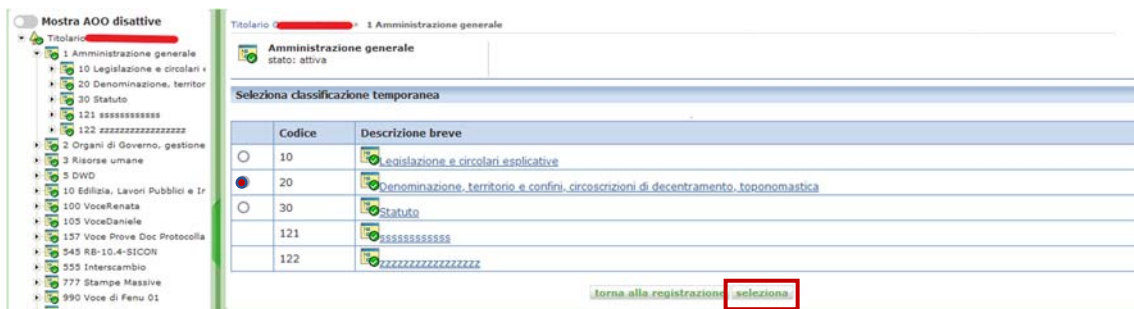 Mostra AOO disattive
Titolario
1 Amministrazione generale
10 Legislazione e circolari
20 Denominazione, territor
30 Statuto
121 ssssssssssss
122 zzzzzzzzzzzzzzzzz
2 Organi di Governo, gestione
3 Risorse umane
5 DWD
10 Edilizia, Lavori Pubblici e Ir
100 VoceRenata
105 VoceDaniele
157 Voce Prove Doc Protocolla
545 RB-10.4-SICON
555 Interscambio
777 Stampe Massive
990 Voce di Fenu 01
Titolario 1 Amministrazione generale
Amministrazione generale
stato: attiva
Seleziona classificazione temporanea
Codice Descrizione breve
10 Legislazione e circolari esplicative
20 Denominazione, territorio e confini, circoscrizioni di decentramento, toponomastica
30 Statuto
121 ssssssssssss
122 zzzzzzzzzzzzzzzzz
torna alla registrazione seleziona